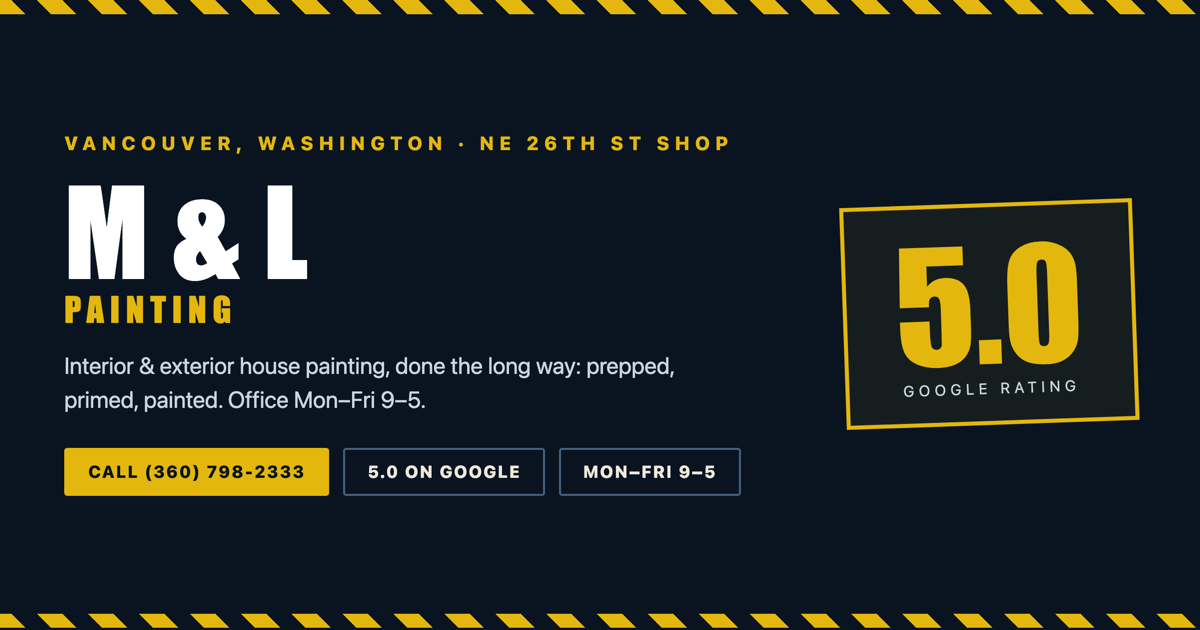 VANCOUVER, WASHINGTON · NE 26TH ST SHOP
M & L
PAINTING
Interior & exterior house painting, done the long way: prepped,
primed, painted. Office Mon–Fri 9–5.
CALL (360) 798-2333
5.0 ON GOOGLE
MON–FRI 9–5
5.0
GOOGLE RATING